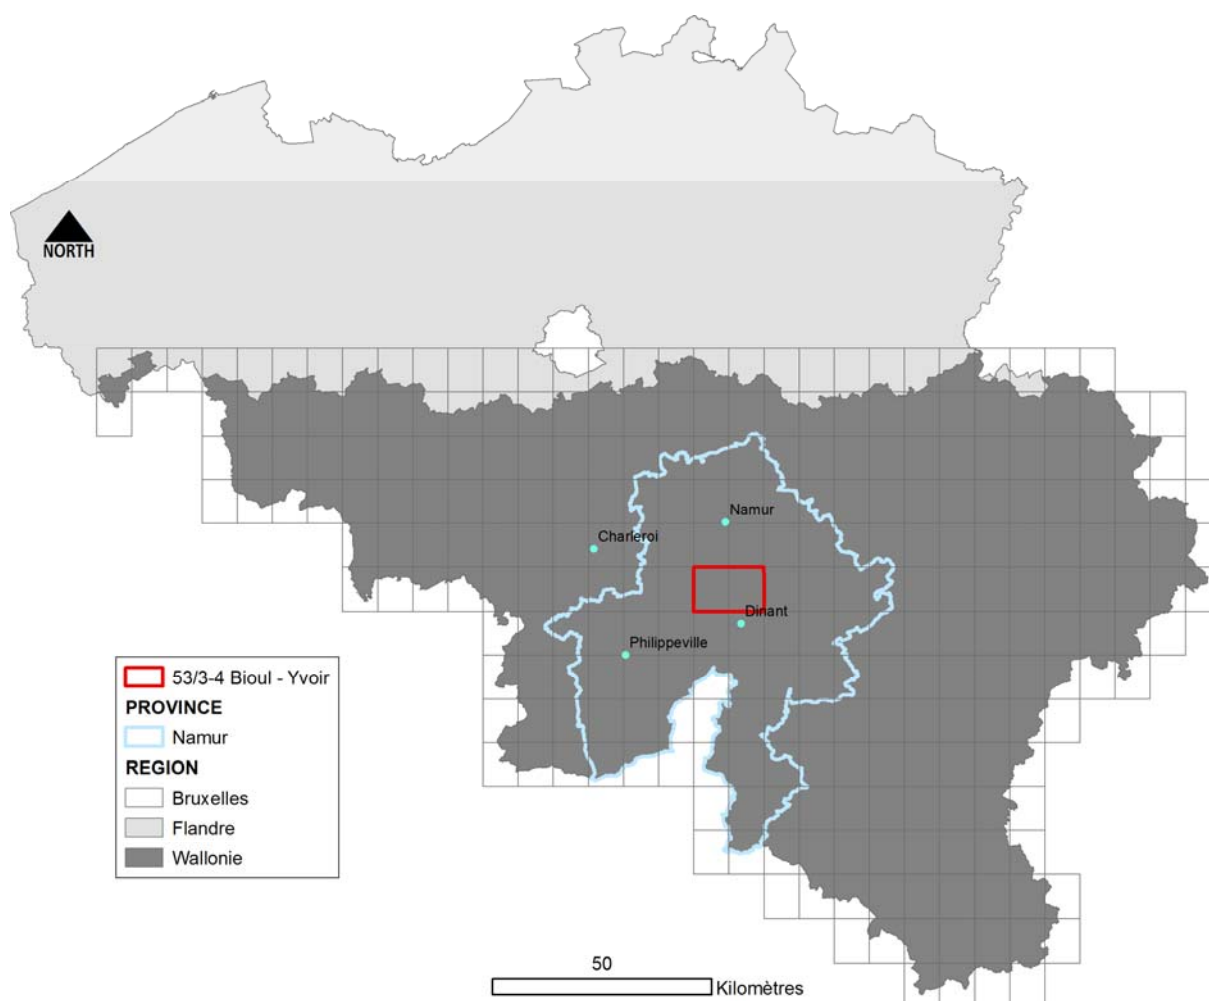 NORTH
Namur
Charleroi
Dinant
Philippeville
53/3-4 Bioul - Yvoir
PROVINCE
Namur
REGION
Bruxelles
Flandre
Wallonie
50
Kilomètres